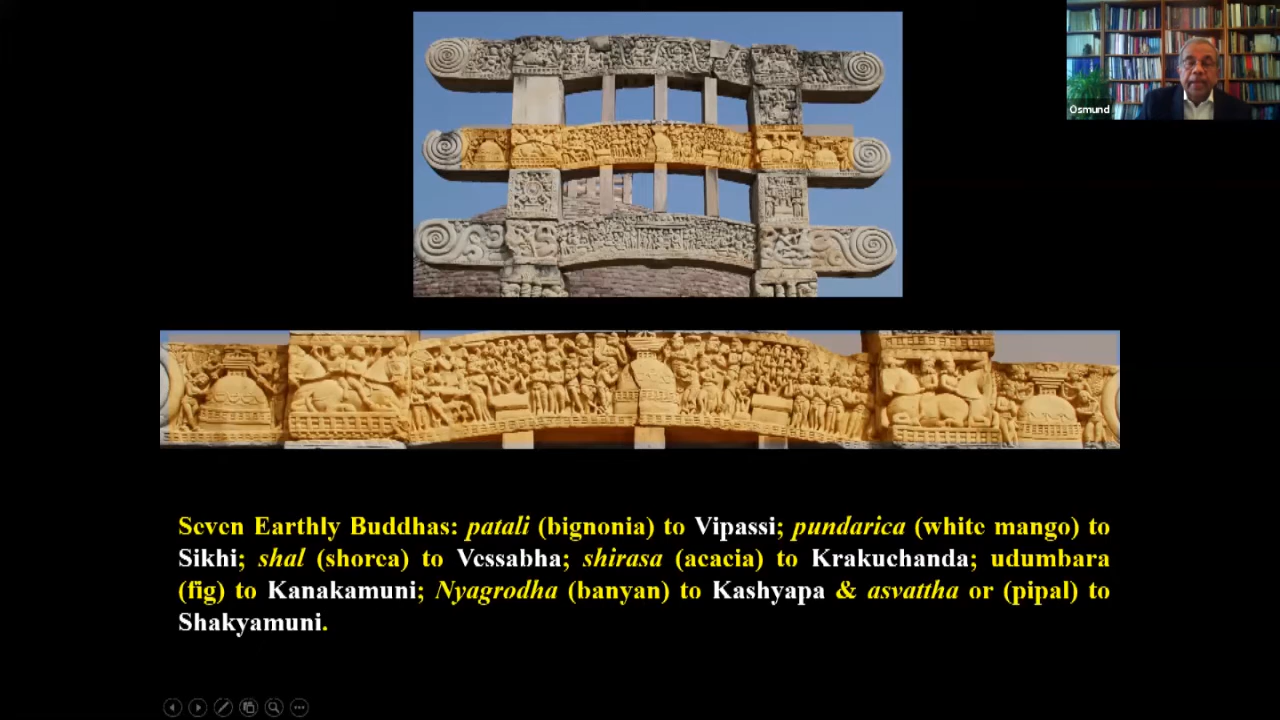 Osmund
Seven Earthly Buddhas: patali (bignonia) to Vipassi; pundarica (white mango) to
Sikhi; shal (shorea) to Vessabha; shirasa (acacia) to Krakuchanda; udumbara
(fig) to Kanakamuni; Nyagrodha (banyan) to Kashyapa & asvattha or (pipal) to
Shakyamuni.